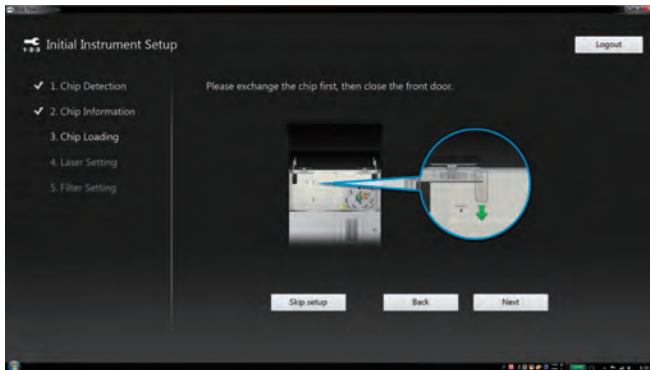 Initial Instrument Setup
Logout
1. Chip Detection
2. Chip Information
3. Chip Loading
4. Laser Setting
5. Filter Setting
Please exchange the chip first, then close the front door.
Skip setup
Back
Next